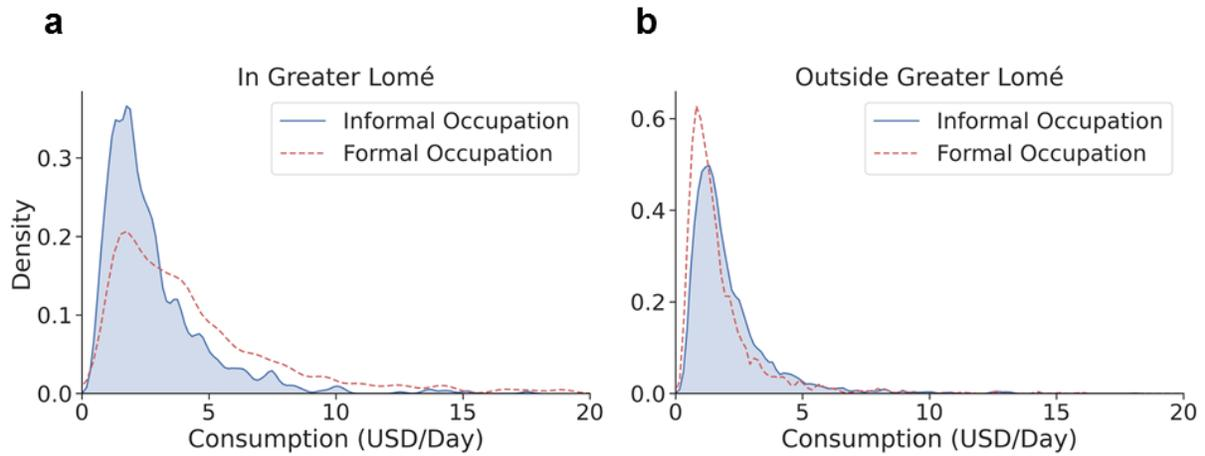 a
In Greater Lomé
Informal Occupation
Formal Occupation
Density
0.3
0.2
0.1
0.0
0 5 10 15 20
Consumption (USD/Day)
b
Outside Greater Lomé
Informal Occupation
Formal Occupation
0.6
0.4
0.2
0.0
0 5 10 15 20
Consumption (USD/Day)